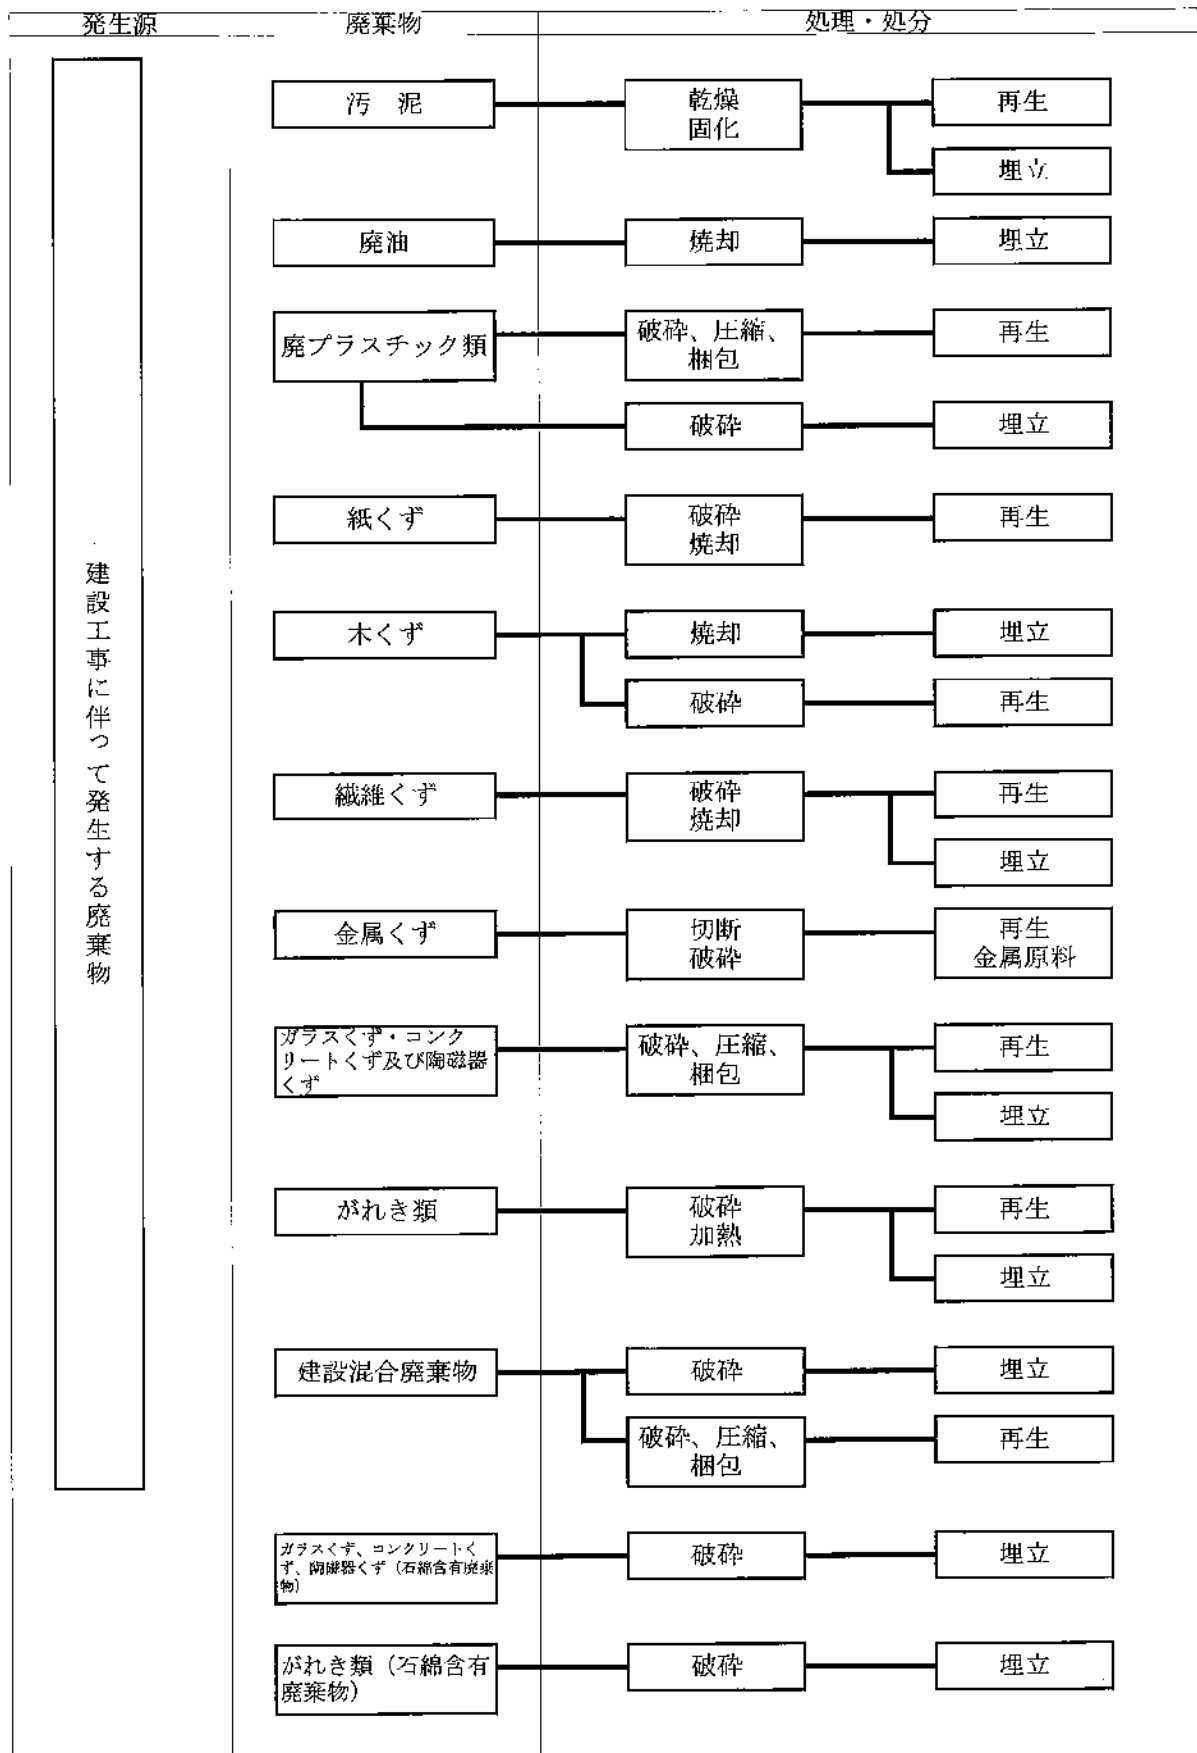 発生源
廃棄物
処理・処分
建設工事に伴って発生する廃棄物
汚　泥
乾燥
固化
再生
埋立
廃油
焼却
埋立
廃プラスチック類
破砕、圧縮、
梱包
再生
破砕
埋立
紙くず
破砕
焼却
再生
木くず
焼却
埋立
破砕
再生
繊維くず
破砕
焼却
再生
埋立
金属くず
切断
破砕
再生
金属原料
ガラスくず・コンク
リートくず及び陶磁器
くず
破砕、圧縮、
梱包
再生
埋立
がれき類
破砕
加熱
再生
埋立
建設混合廃棄物
破砕
埋立
破砕、圧縮、
梱包
再生
ガラスくず、コンクリートく
ず、陶磁器くず（石綿含有廃棄
物）
破砕
埋立
がれき類（石綿含有
廃棄物）
破砕
埋立